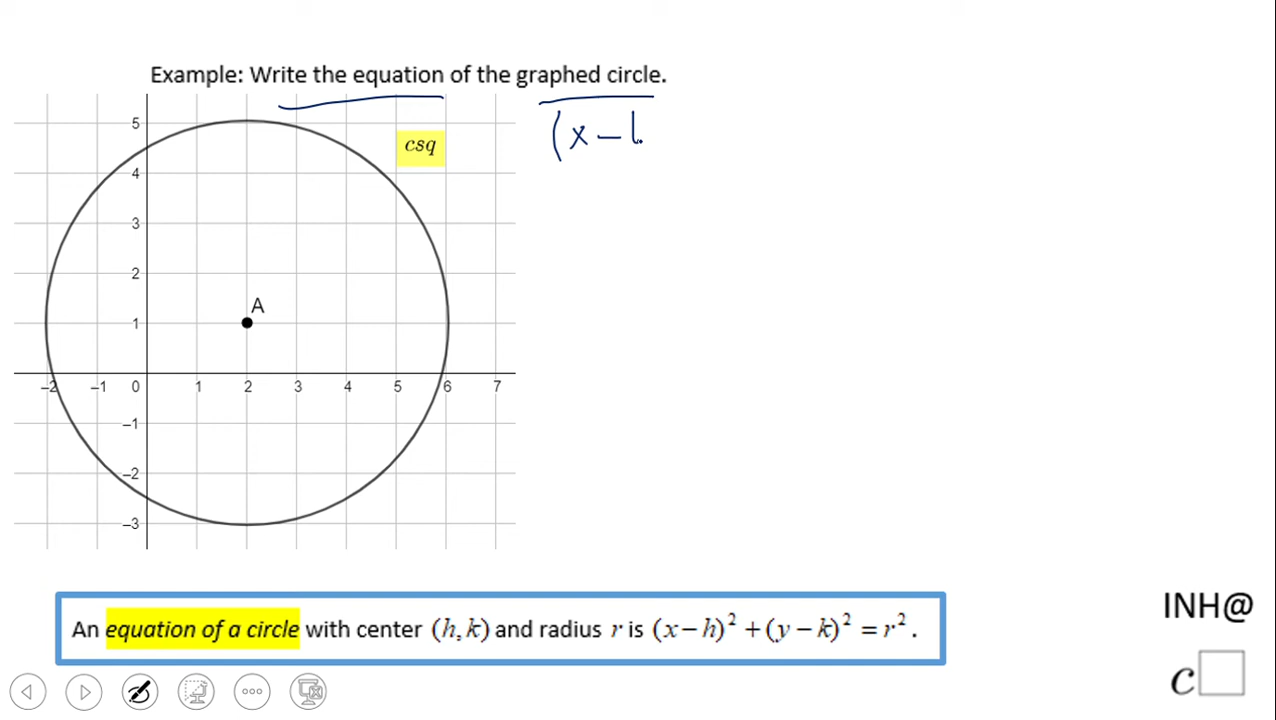 Example: Write the equation of the graphed circle.
(x −
csq
5
4
3
2
1
A
–2 –1 0 1 2 3 4 5 6 7
–1
–2
–3
An equation of a circle with center (h, k) and radius r is (x − h)² + (y − k)² = r².
INH@
c